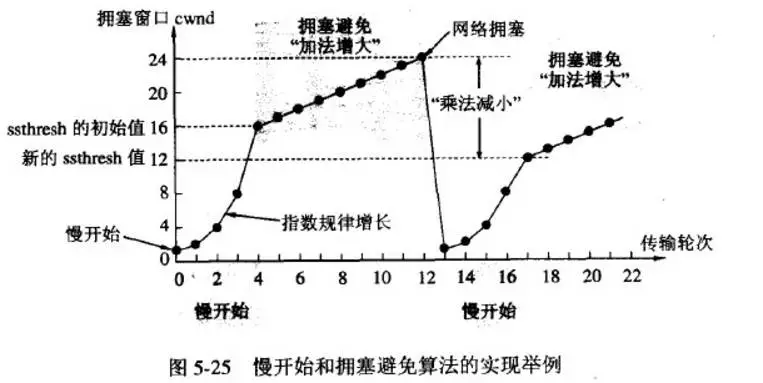 拥塞窗口 cwnd
拥塞避免
“加法增大”
网络拥塞
拥塞避免
“加法增大”
“乘法减小”
24
20
ssthresh 的初始值 16
新的 ssthresh 值 12
8
4
0
慢开始
指数规律增长
传输轮次
0 2 4 6 8 10 12 14 16 18 20 22
慢开始
慢开始
图 5-25 慢开始和拥塞避免算法的实现举例